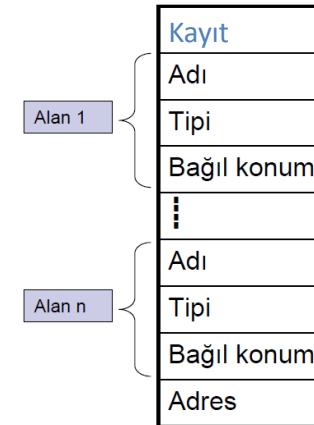 Kayıt
Alan 1
Adı
Tipi
Bağıl konum
Alan n
Adı
Tipi
Bağıl konum
Adres